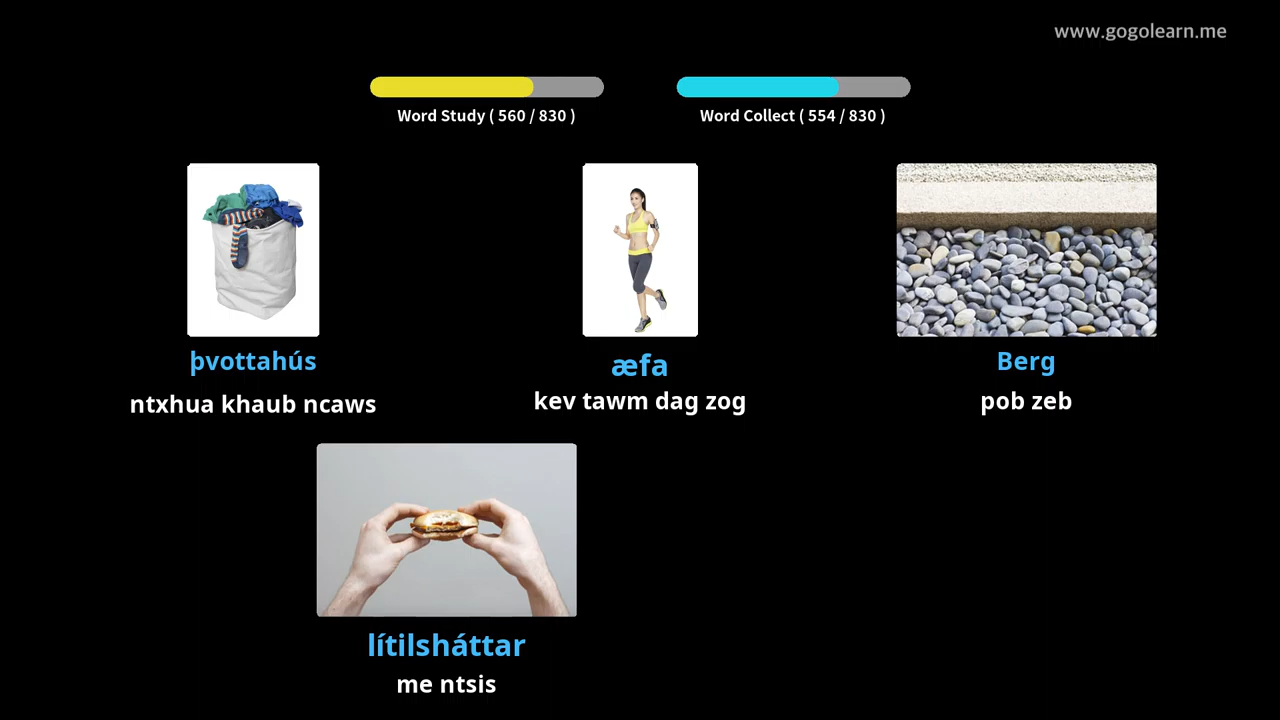 www.gogolearn.me
Word Study ( 560 / 830 )
Word Collect ( 554 / 830 )
þvottahús
æfa
Berg
ntxhua khaub ncaws
kev tawm dag zog
pob zeb
lítilsháttar
me ntsis